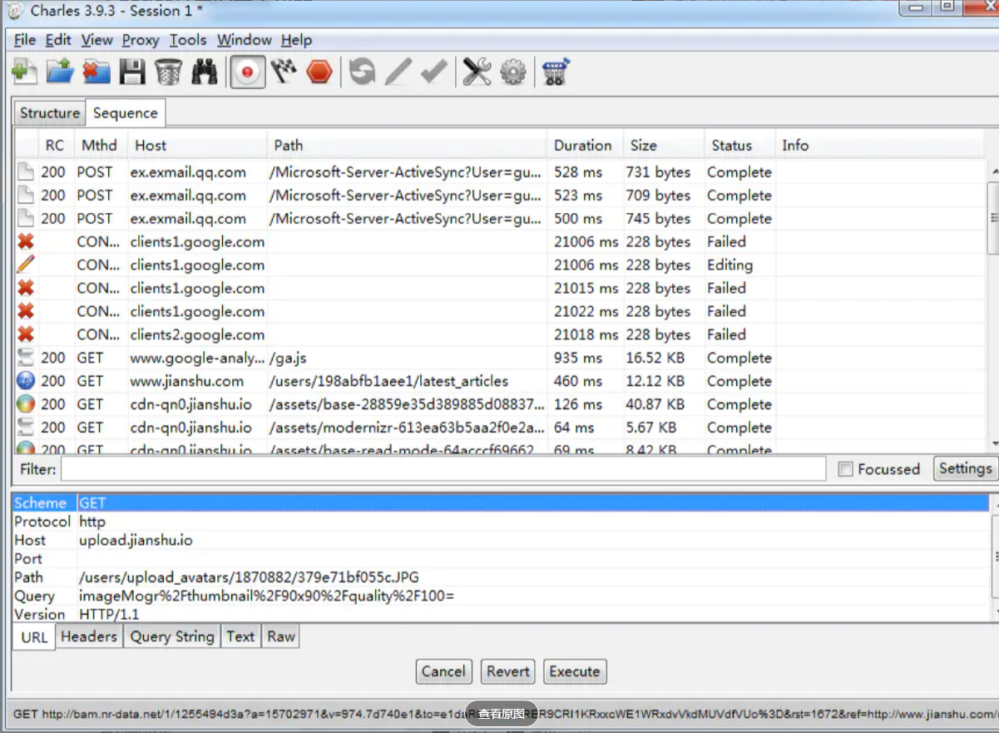 Charles 3.9.3 - Session 1 *
File Edit View Proxy Tools Window Help
Structure Sequence
RC Mthd Host Path Duration Size Status Info
200 POST ex.exmail.qq.com /Microsoft-Server-ActiveSync?User=gu... 528 ms 731 bytes Complete
200 POST ex.exmail.qq.com /Microsoft-Server-ActiveSync?User=gu... 523 ms 709 bytes Complete
200 POST ex.exmail.qq.com /Microsoft-Server-ActiveSync?User=gu... 500 ms 745 bytes Complete
CON... clients1.google.com 21006 ms 228 bytes Failed
CON... clients1.google.com 21006 ms 228 bytes Editing
CON... clients1.google.com 21015 ms 228 bytes Failed
CON... clients1.google.com 21022 ms 228 bytes Failed
CON... clients2.google.com 21018 ms 228 bytes Failed
200 GET www.google-analy... /ga.js 935 ms 16.52 KB Complete
200 GET www.jianshu.com /users/198abfb1aee1/latest_articles 460 ms 12.12 KB Complete
200 GET cdn-qn0.jianshu.io /assets/base-28859e35d389885d08837... 126 ms 40.87 KB Complete
200 GET cdn-qn0.jianshu.io /assets/modernizr-613ea63b5aa2f0e2a... 64 ms 5.67 KB Complete
200 GET cdn-qn0.jianshu.io /assets/base-read-mode-64acccf69662... 69 ms 8.42 KB Complete
Filter: Focussed Settings
Scheme GET
Protocol http
Host upload.jianshu.io
Port
Path /users/upload_avatars/1870882/379e71bf055c.JPG
Query imageMogr%2Fthumbnail%2F90x90%2Fquality%2F100=
Version HTTP/1.1
URL Headers Query String Text Raw
Cancel Revert Execute
GET http://bam.nr-data.net/1/1255494d3a?a=15702971&v=974.7d740e1&to=e1da 查看原图 ER9CRI1KRxxcWE1WRxdvVkdMUVdfVUo%3D&rst=1672&ref=http://www.jianshu.com/